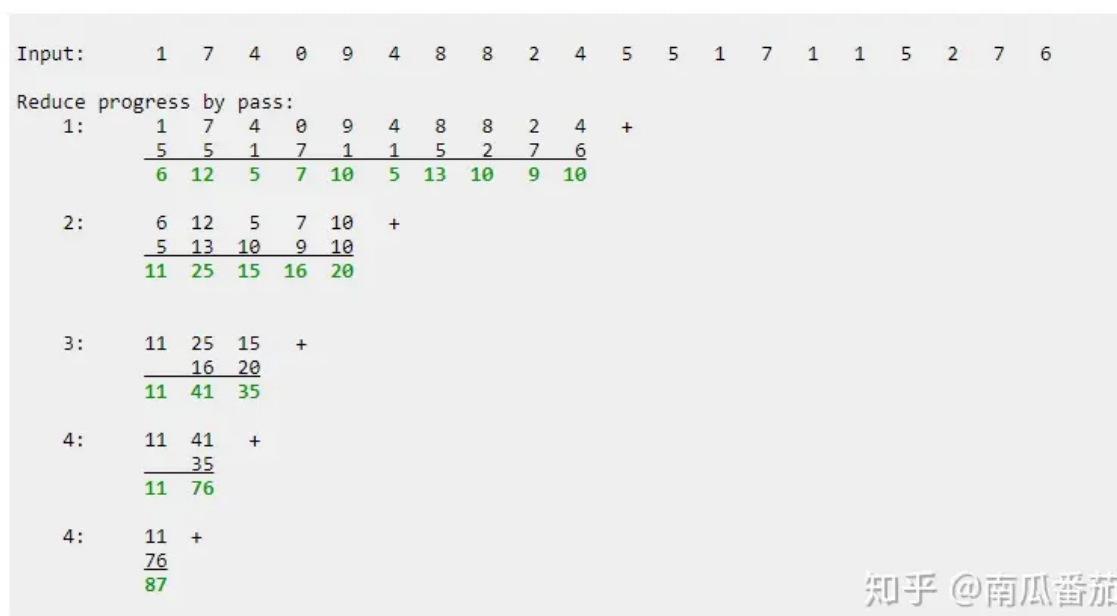 Input: 1 7 4 0 9 4 8 8 2 4 5 5 1 7 1 1 5 2 7 6
Reduce progress by pass:
1: 1 7 4 0 9 4 8 8 2 4 +
5 5 1 7 1 1 5 2 7 6
6 12 5 7 10 5 13 10 9 10
2: 6 12 5 7 10 +
5 13 10 9 10
11 25 15 16 20
3: 11 25 15 +
16 20
11 41 35
4: 11 41 +
35
11 76
4: 11 +
76
87
知乎 @南瓜番茄